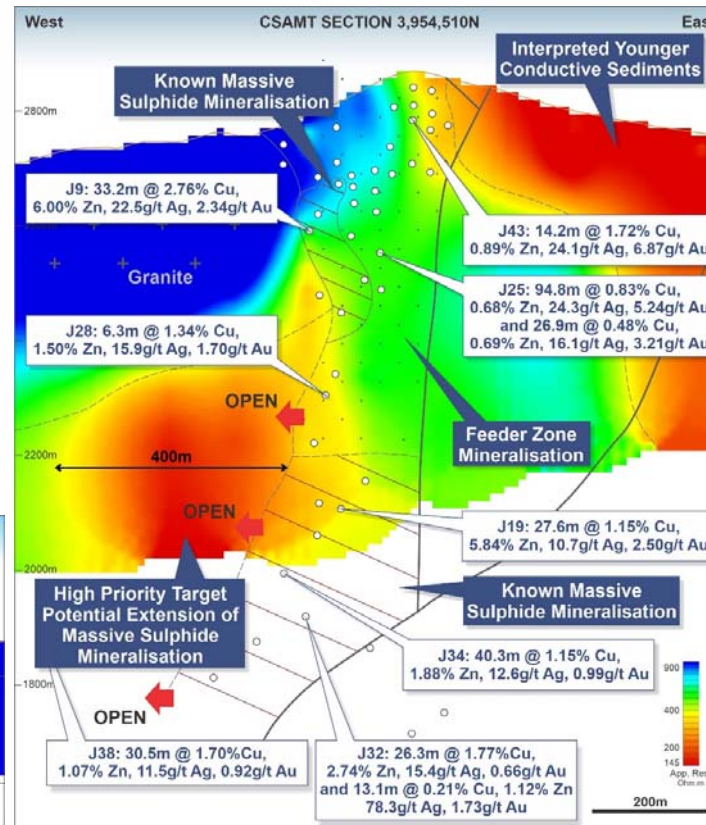 West
CSAMT SECTION 3,954,510N
Eas
Interpreted Younger
Conductive Sediments
Known Massive
Sulphide Mineralisation
2800m
J9: 33.2m @ 2.76% Cu,
6.00% Zn, 22.5g/t Ag, 2.34g/t Au
J43: 14.2m @ 1.72% Cu,
0.89% Zn, 24.1g/t Ag, 6.87g/t Au
Granite
J25: 94.8m @ 0.83% Cu,
0.68% Zn, 24.3g/t Ag, 5.24g/t Au
and 26.9m @ 0.48% Cu,
0.69% Zn, 16.1g/t Ag, 3.21g/t Au
J28: 6.3m @ 1.34% Cu,
1.50% Zn, 15.9g/t Ag, 1.70g/t Au
OPEN
Feeder Zone
Mineralisation
2200m
400m
OPEN
J19: 27.6m @ 1.15% Cu,
5.84% Zn, 10.7g/t Ag, 2.50g/t Au
2000m
High Priority Target
Potential Extension of
Massive Sulphide
Mineralisation
Known Massive
Sulphide Mineralisation
J34: 40.3m @ 1.15% Cu,
1.88% Zn, 12.6g/t Ag, 0.99g/t Au
1800m
OPEN
J38: 30.5m @ 1.70%Cu,
1.07% Zn, 11.5g/t Ag, 0.92g/t Au
J32: 26.3m @ 1.77%Cu,
2.74% Zn, 15.4g/t Ag, 0.66g/t Au
and 13.1m @ 0.21% Cu, 1.12% Zn
78.3g/t Ag, 1.73g/t Au
900
400
200
145
App. Res
Ohm.m
200m